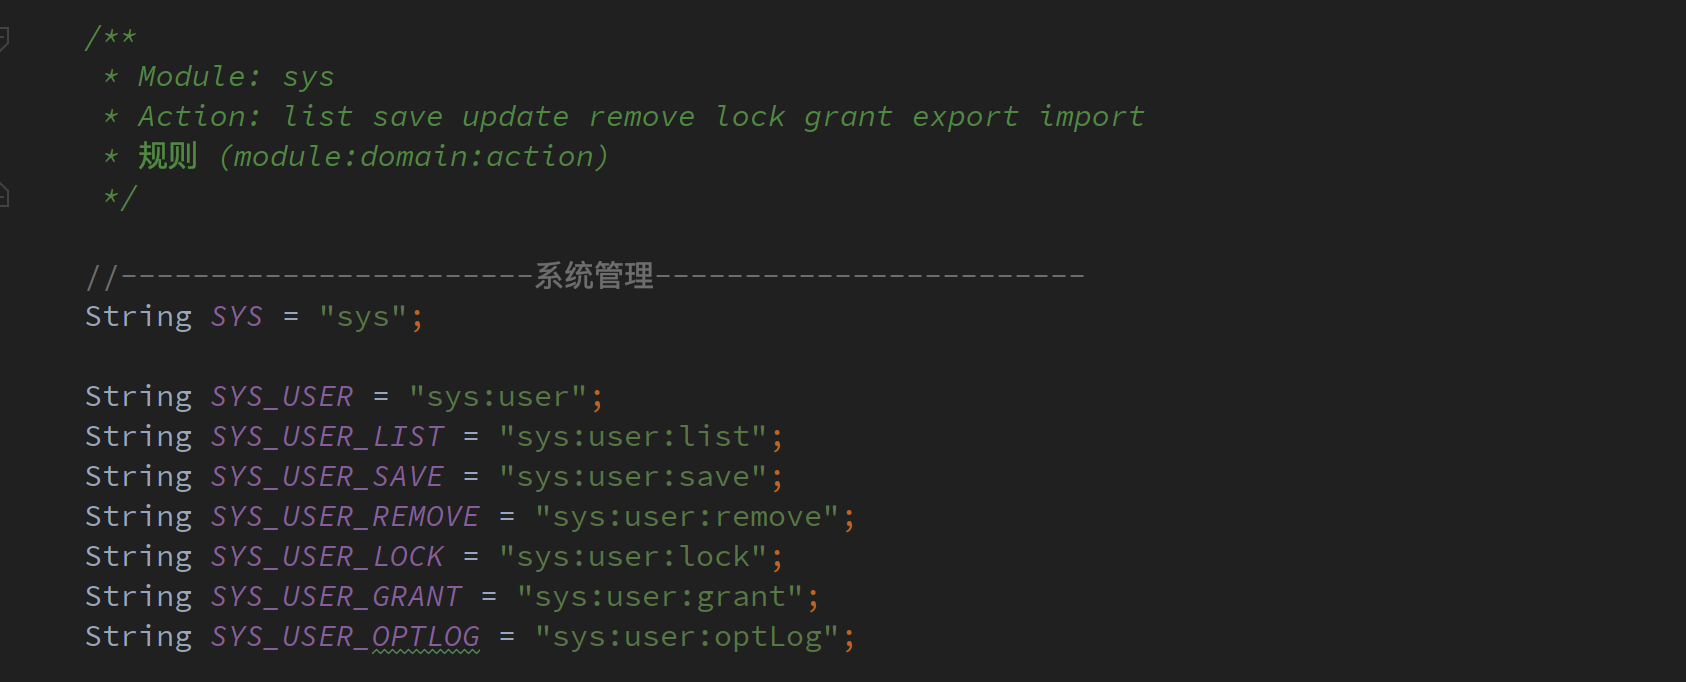 /**
* Module: sys
* Action: list save update remove lock grant export import
* 规则 (module:domain:action)
*/
//-----------------------系统管理------------------------
String SYS = "sys";
String SYS_USER = "sys:user";
String SYS_USER_LIST = "sys:user:list";
String SYS_USER_SAVE = "sys:user:save";
String SYS_USER_REMOVE = "sys:user:remove";
String SYS_USER_LOCK = "sys:user:lock";
String SYS_USER_GRANT = "sys:user:grant";
String SYS_USER_OPTLOG = "sys:user:optLog";